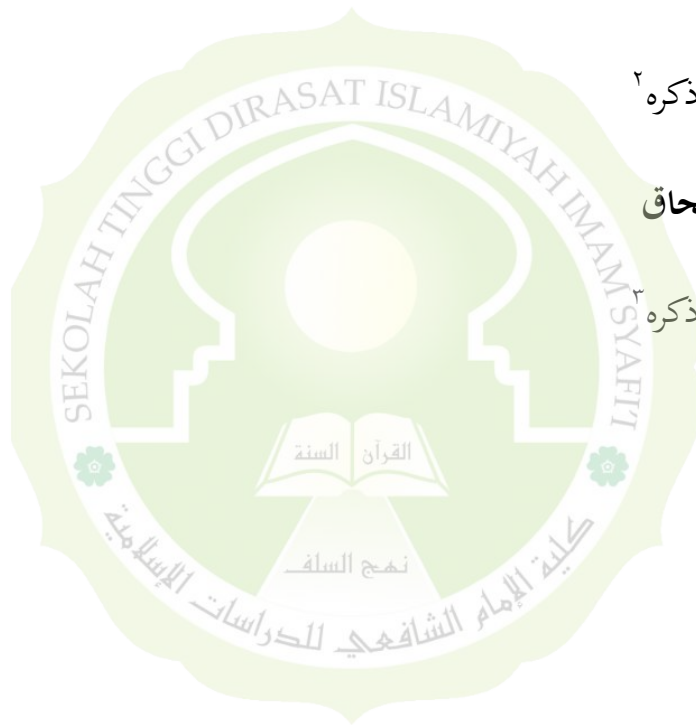 ذكره٢
حاق
ذكره٣
SEKOLAH TINGGI DIRASAT ISLAMIYAH IMAM SYAFI'I
القرآن السنة
نهج السلف
كلية الإمام الشافعي للدراسات الإسلامية